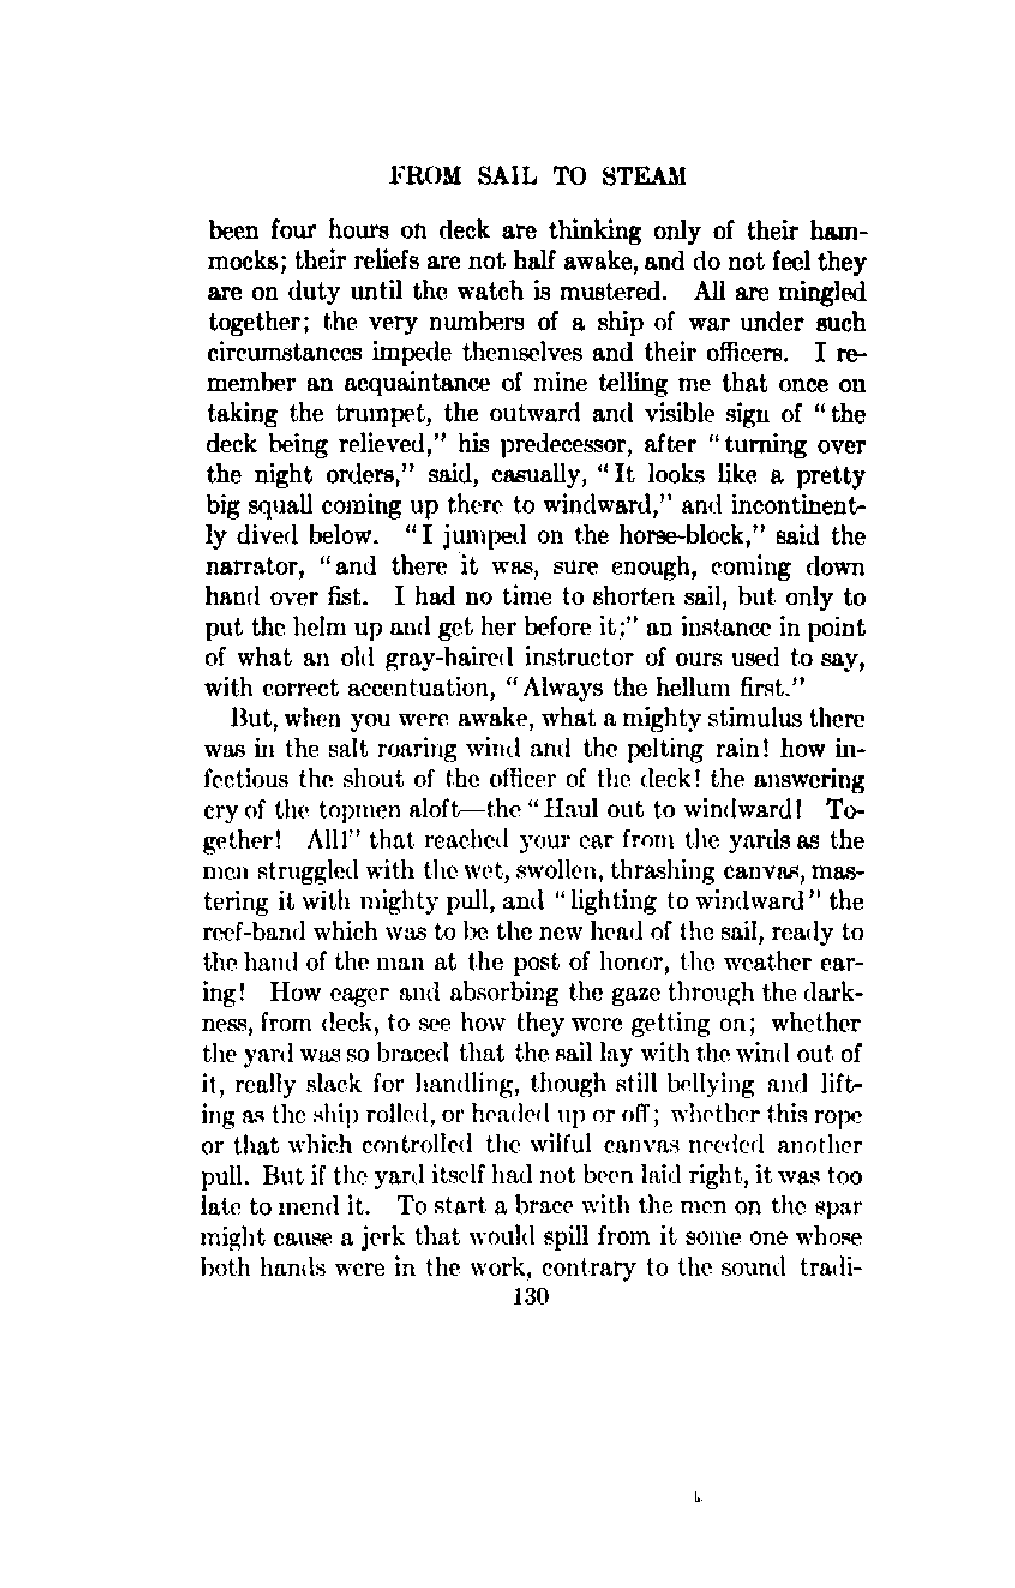 FROM SAIL TO STEAM
been four hours on deck are thinking only of their ham-
mocks; their reliefs are not half awake, and do not feel they
are on duty until the watch is mustered. All are mingled
together; the very numbers of a ship of war under such
circumstances impede themselves and their officers. I re-
member an acquaintance of mine telling me that once on
taking the trumpet, the outward and visible sign of "the
deck being relieved," his predecessor, after "turning over
the night orders," said, casually, "It looks like a pretty
big squall coming up there to windward," and incontinent-
ly dived below. "I jumped on the horse-block," said the
narrator, "and there it was, sure enough, coming down
hand over fist. I had no time to shorten sail, but only to
put the helm up and get her before it;" an instance in point
of what an old gray-haired instructor of ours used to say,
with correct accentuation, "Always the hellum first."
But, when you were awake, what a mighty stimulus there
was in the salt roaring wind and the pelting rain! how in-
fectious the shout of the officer of the deck! the answering
cry of the topmen aloft—the "Haul out to windward! To-
gether! All!" that reached your ear from the yards as the
men struggled with the wet, swollen, thrashing canvas, mas-
tering it with mighty pull, and "lighting to windward" the
reef-band which was to be the new head of the sail, ready to
the hand of the man at the post of honor, the weather ear-
ing! How eager and absorbing the gaze through the dark-
ness, from deck, to see how they were getting on; whether
the yard was so braced that the sail lay with the wind out of
it, really slack for handling, though still bellying and lift-
ing as the ship rolled, or headed up or off; whether this rope
or that which controlled the wilful canvas needed another
pull. But if the yard itself had not been laid right, it was too
late to mend it. To start a brace with the men on the spar
might cause a jerk that would spill from it some one whose
both hands were in the work, contrary to the sound tradi-
130